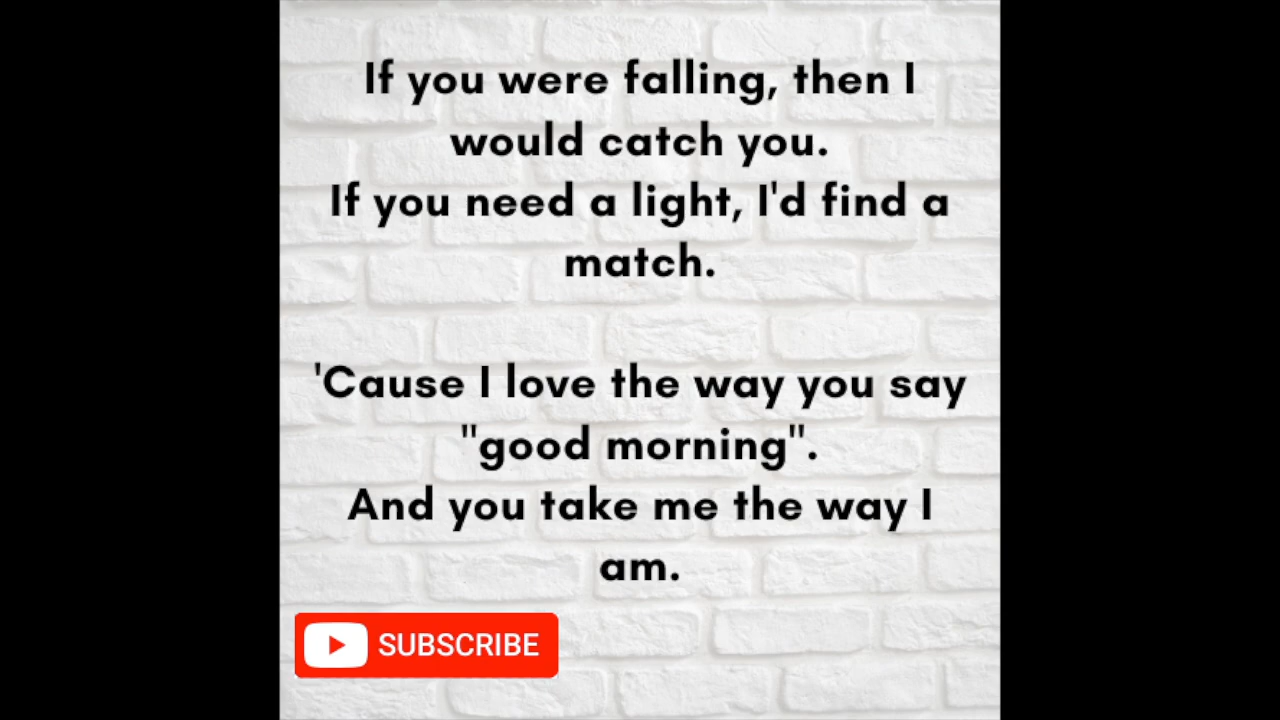 If you were falling, then I
would catch you.
If you need a light, I'd find a
match.
'Cause I love the way you say
"good morning".
And you take me the way I
am.
SUBSCRIBE